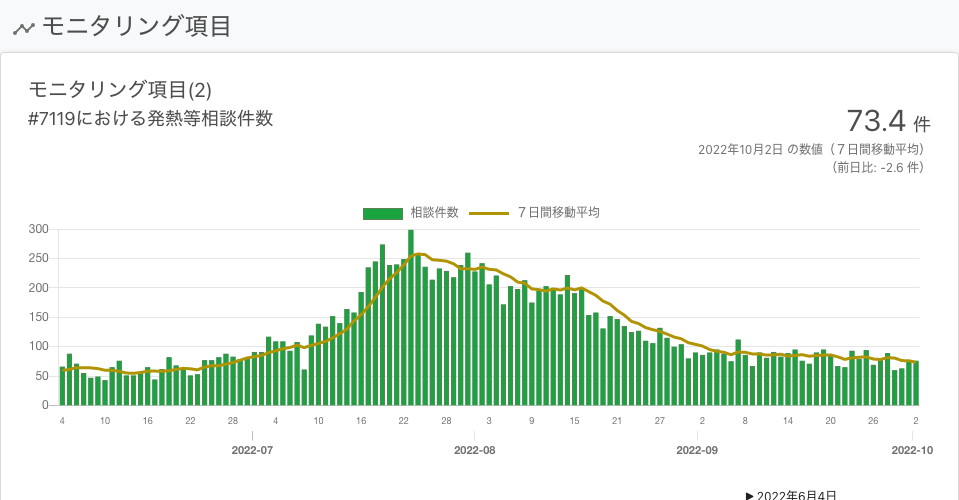 モニタリング項目
モニタリング項目(2)
#7119における発熱等相談件数
73.4 件
2022年10月2日 の数値（７日間移動平均）
（前日比: -2.6 件）
相談件数 ７日間移動平均
300
250
200
150
100
50
0
4 10 16 22 28 4 10 16 22 28 3 9 15 21 27 2 8 14 20 26 2
2022-07 2022-08 2022-09 2022-10
▶ 2022年6月4日